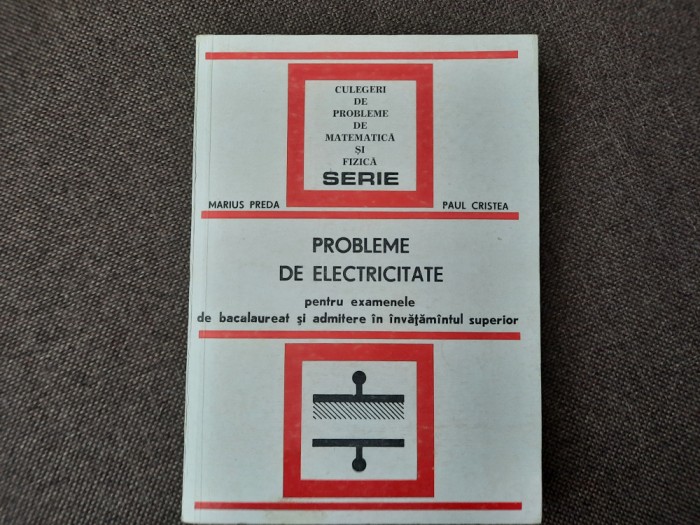 CULEGERI
DE
PROBLEME
DE
MATEMATICĂ
ŞI
FIZICĂ
SERIE
MARIUS PREDA PAUL CRISTEA
PROBLEME
DE ELECTRICITATE
pentru examenele
de bacalaureat şi admitere în învăţămîntul superior